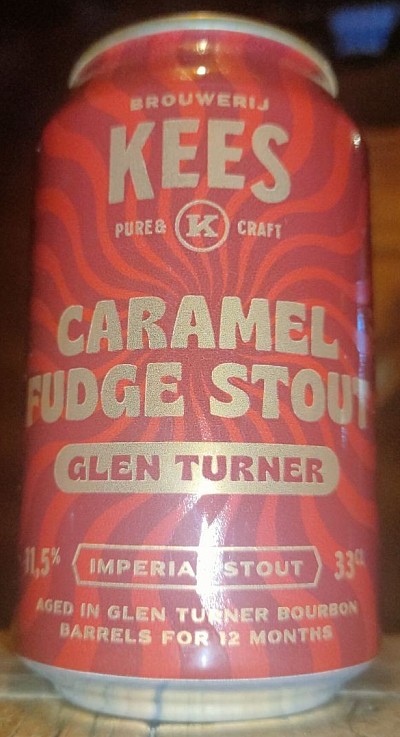 BROUWERIJ
KEES
PURE & K CRAFT
CARAMEL
FUDGE STOUT
GLEN TURNER
11,5% IMPERIAL STOUT 33CL
AGED IN GLEN TURNER BOURBON
BARRELS FOR 12 MONTHS